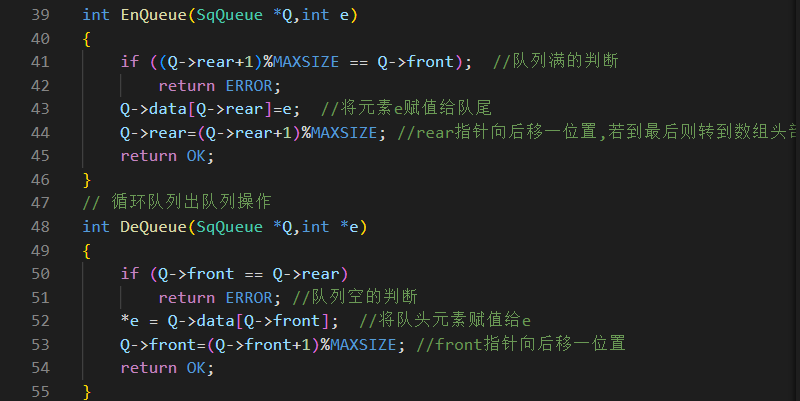 39 int EnQueue(SqQueue *Q,int e)
40 {
41 if ((Q->rear+1)%MAXSIZE == Q->front); //队列满的判断
42 return ERROR;
43 Q->data[Q->rear]=e; //将元素e赋值给队尾
44 Q->rear=(Q->rear+1)%MAXSIZE; //rear指针向后移一位置,若到最后则转到数组头
45 return OK;
46 }
47 // 循环队列出队列操作
48 int DeQueue(SqQueue *Q,int *e)
49 {
50 if (Q->front == Q->rear)
51 return ERROR; //队列空的判断
52 *e = Q->data[Q->front]; //将队头元素赋值给e
53 Q->front=(Q->front+1)%MAXSIZE; //front指针向后移一位置
54 return OK;
55 }